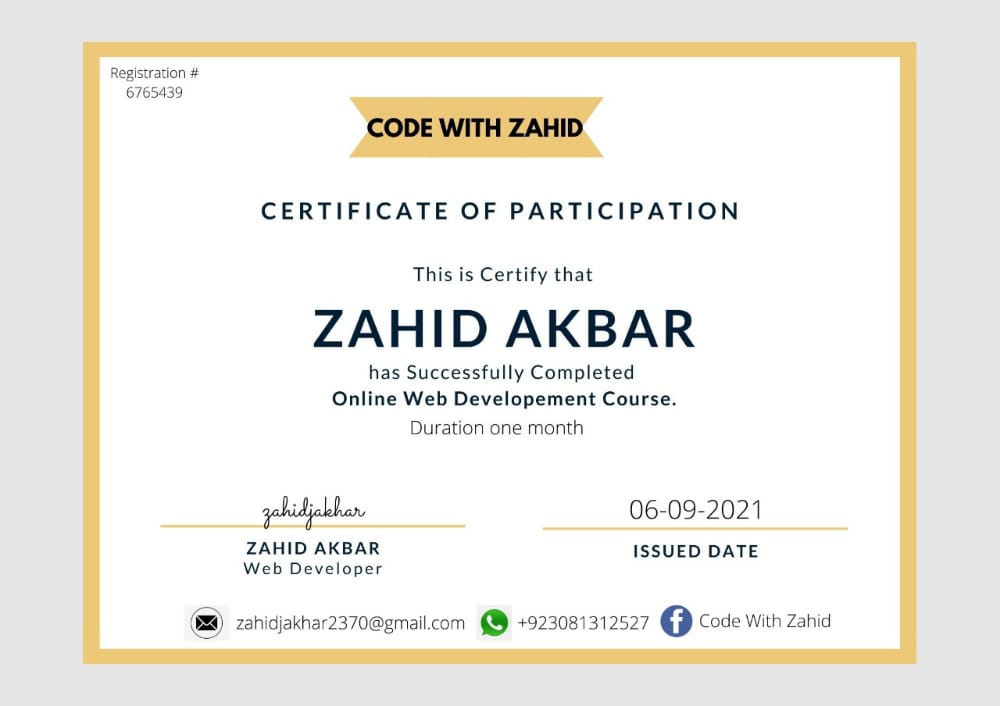 Registration #
6765439
CODE WITH ZAHID
CERTIFICATE OF PARTICIPATION
This is Certify that
ZAHID AKBAR
has Successfully Completed
Online Web Developement Course.
Duration one month
zahidjakhar
06-09-2021
ZAHID AKBAR
ISSUED DATE
Web Developer
zahidjakhar2370@gmail.com +923081312527 Code With Zahid